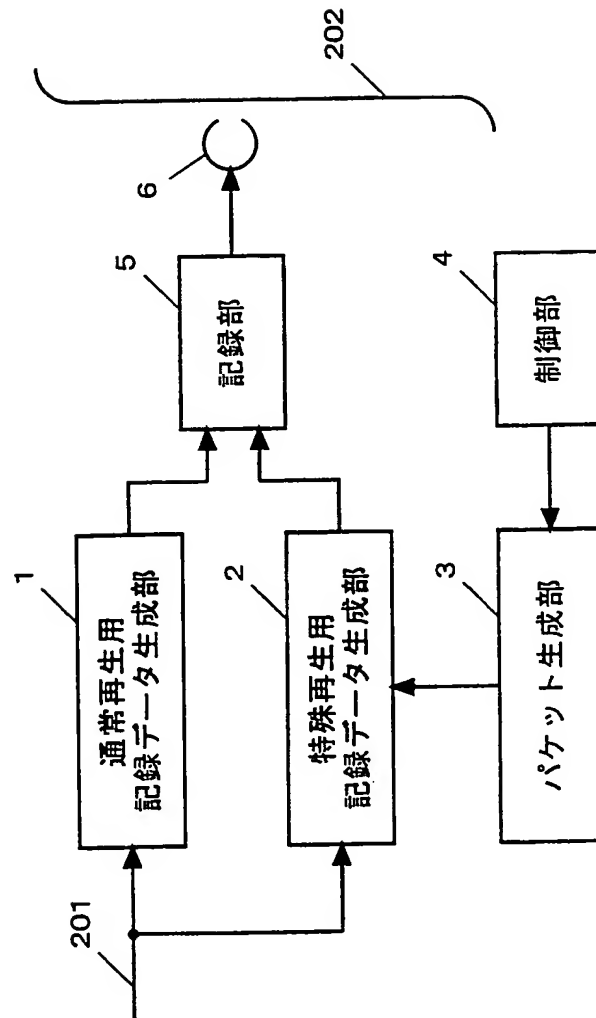 201
1
通常再生用
記録データ生成部
2
特殊再生用
記録データ生成部
3
パケット生成部
4
制御部
5
記録部
6
202